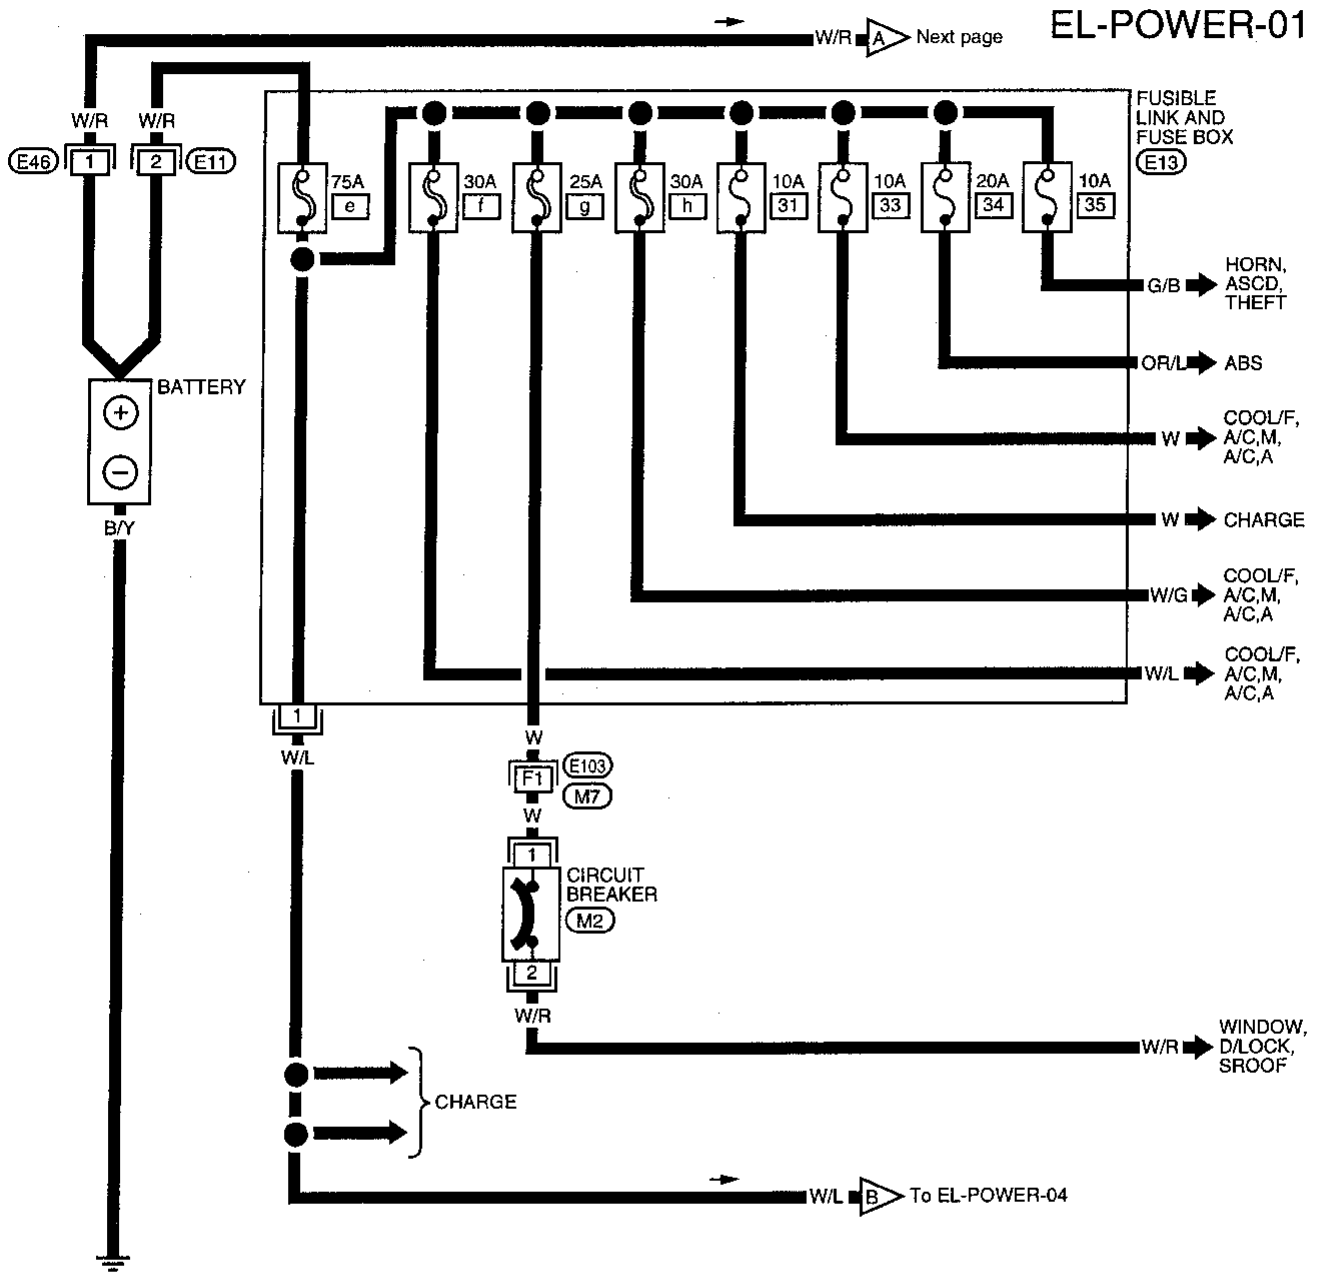 EL-POWER-01
W/R A Next page
W/R W/R
E46 1 2 E11
FUSIBLE
LINK AND
FUSE BOX
E13
75A e
30A f
25A g
30A h
10A 31
10A 33
20A 34
10A 35
G/B HORN,
ASCD,
THEFT
OR/L ABS
BATTERY
+
−
B/Y
W COOL/F,
A/C,M,
A/C,A
W CHARGE
W/G COOL/F,
A/C,M,
A/C,A
W/L COOL/F,
A/C,M,
A/C,A
1
W/L
W
F1 E103
M7
W
1
CIRCUIT
BREAKER
M2
2
W/R
W/R WINDOW,
D/LOCK,
SROOF
CHARGE
W/L B To EL-POWER-04